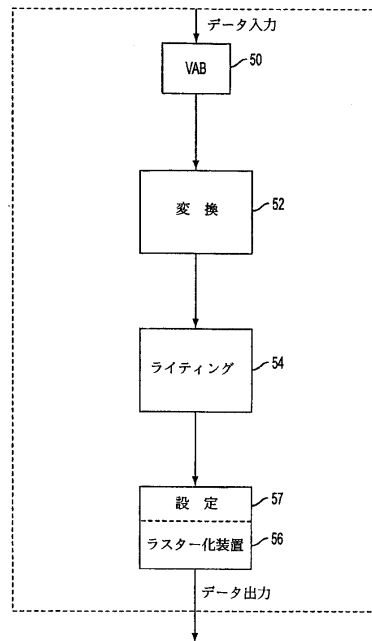 データ入力
VAB
50
変 換
52
ライティング
54
設 定
57
ラスター化装置
56
データ出力